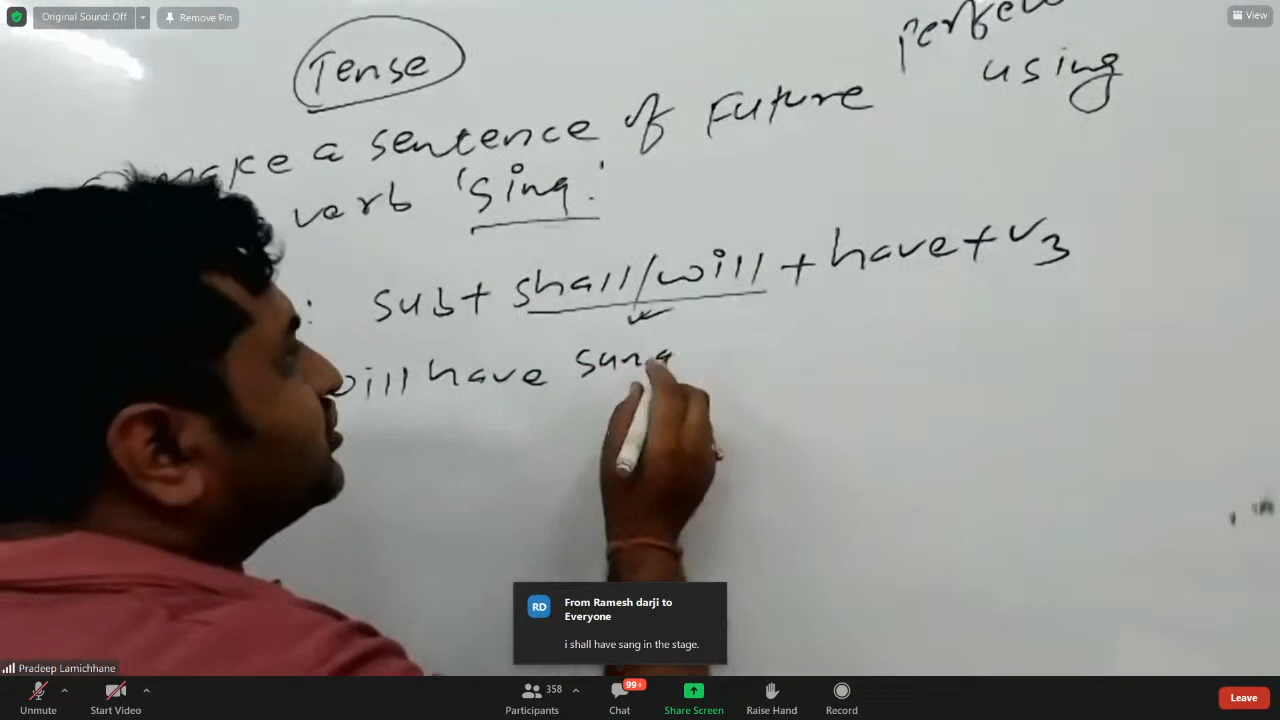 Original Sound: Off
Remove Pin
View
Tense
perfect
make a sentence of Future using
verb 'sing.'
: sub + shall/will + have + v3
will have sung
RD
From Ramesh darji to
Everyone
i shall have sang in the stage.
Pradeep Lamichhane
Unmute
Start Video
358
Participants
99+
Chat
Share Screen
Raise Hand
Record
Leave